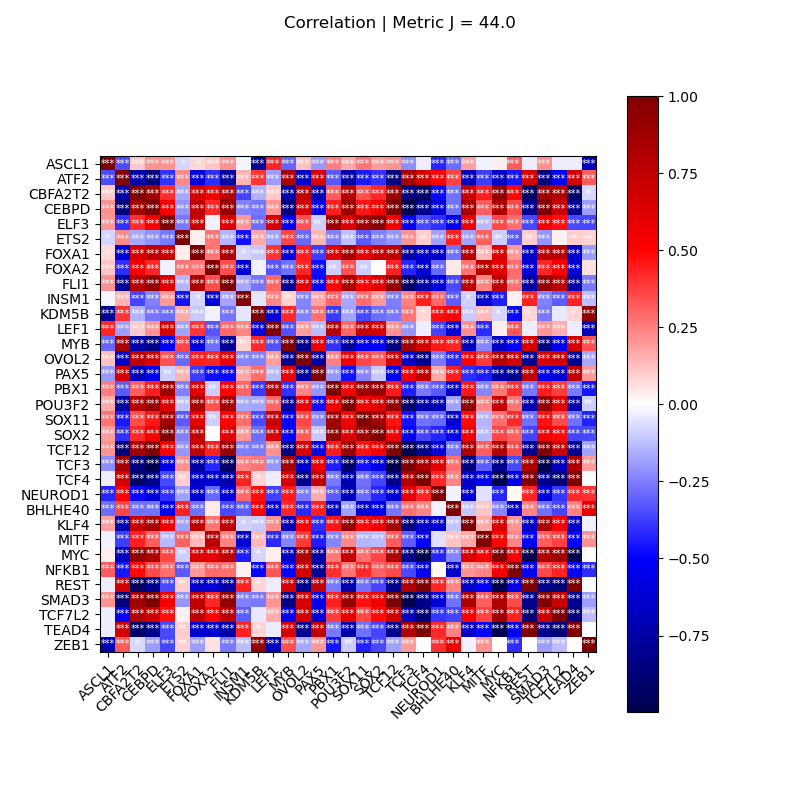 Correlation | Metric J = 44.0
ASCL1
ATF2
CBFA2T2
CEBPD
ELF3
ETS2
FOXA1
FOXA2
FLI1
INSM1
KDM5B
LEF1
MYB
OVOL2
PAX5
PBX1
POU3F2
SOX11
SOX2
TCF12
TCF3
TCF4
NEUROD1
BHLHE40
KLF4
MITF
MYC
NFKB1
REST
SMAD3
TCF7L2
TEAD4
ZEB1
ASCL1
ATF2
CBFA2T2
CEBPD
ELF3
ETS2
FOXA1
FOXA2
FLI1
INSM1
KDM5B
LEF1
MYB
OVOL2
PAX5
PBX1
POU3F2
SOX11
SOX2
TCF12
TCF3
TCF4
NEUROD1
BHLHE40
KLF4
MITF
MYC
NFKB1
REST
SMAD3
TCF7L2
TEAD4
ZEB1
1.00
0.75
0.50
0.25
0.00
−0.25
−0.50
−0.75